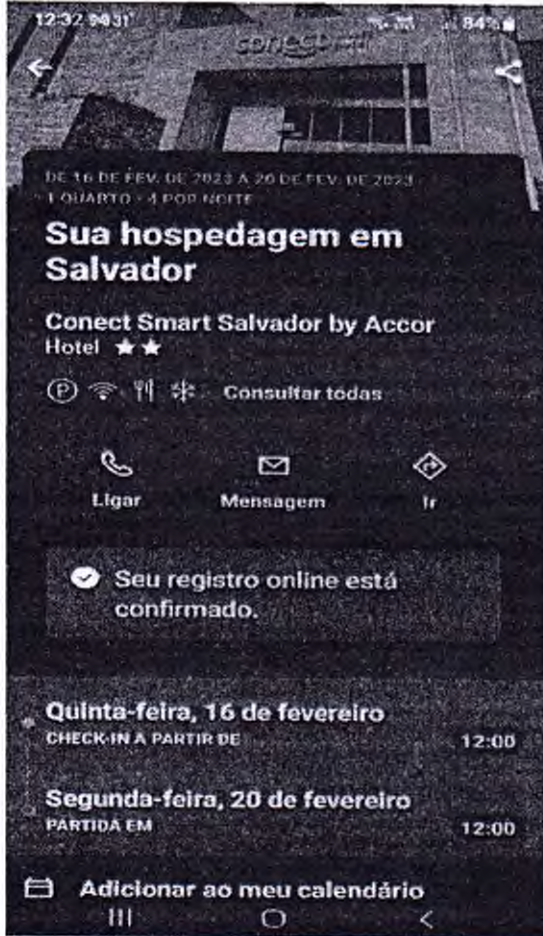 12:32
84%
conect
DE 16 DE FEV. DE 2023 A 20 DE FEV. DE 2023
1 QUARTO - 4 POR NOITE
Sua hospedagem em
Salvador
Conect Smart Salvador by Accor
Hotel ★★
Consultar todas
Ligar Mensagem Ir
Seu registro online está
confirmado.
Quinta-feira, 16 de fevereiro
CHECK-IN A PARTIR DE 12:00
Segunda-feira, 20 de fevereiro
PARTIDA EM 12:00
Adicionar ao meu calendário